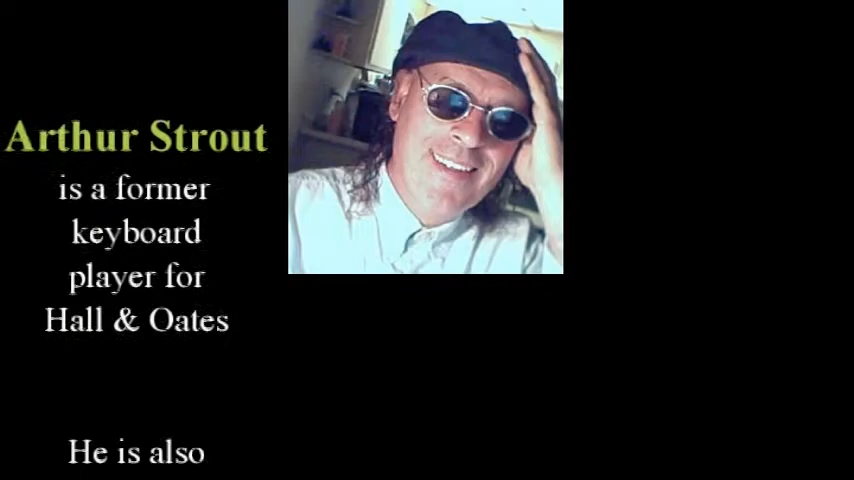 Arthur Strout
is a former
keyboard
player for
Hall & Oates
He is also